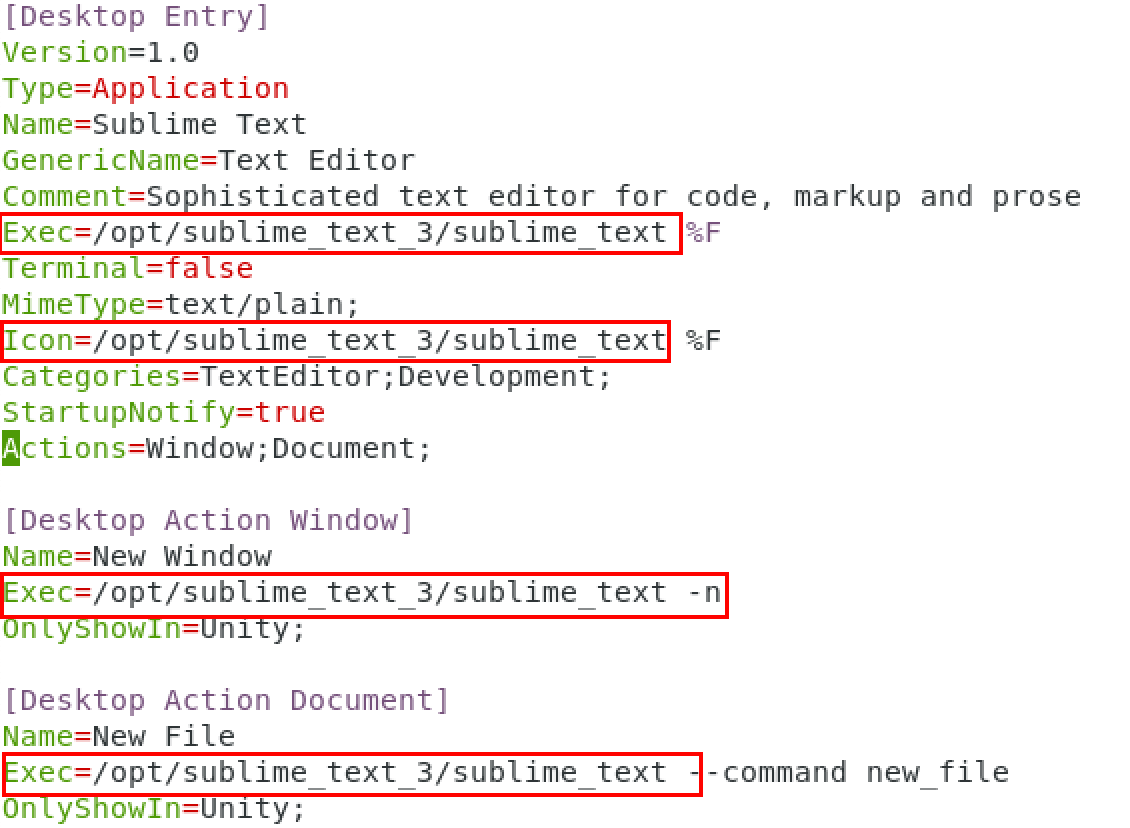 [Desktop Entry]
Version=1.0
Type=Application
Name=Sublime Text
GenericName=Text Editor
Comment=Sophisticated text editor for code, markup and prose
Exec=/opt/sublime_text_3/sublime_text %F
Terminal=false
MimeType=text/plain;
Icon=/opt/sublime_text_3/sublime_text %F
Categories=TextEditor;Development;
StartupNotify=true
Actions=Window;Document;
[Desktop Action Window]
Name=New Window
Exec=/opt/sublime_text_3/sublime_text -n
OnlyShowIn=Unity;
[Desktop Action Document]
Name=New File
Exec=/opt/sublime_text_3/sublime_text --command new_file
OnlyShowIn=Unity;